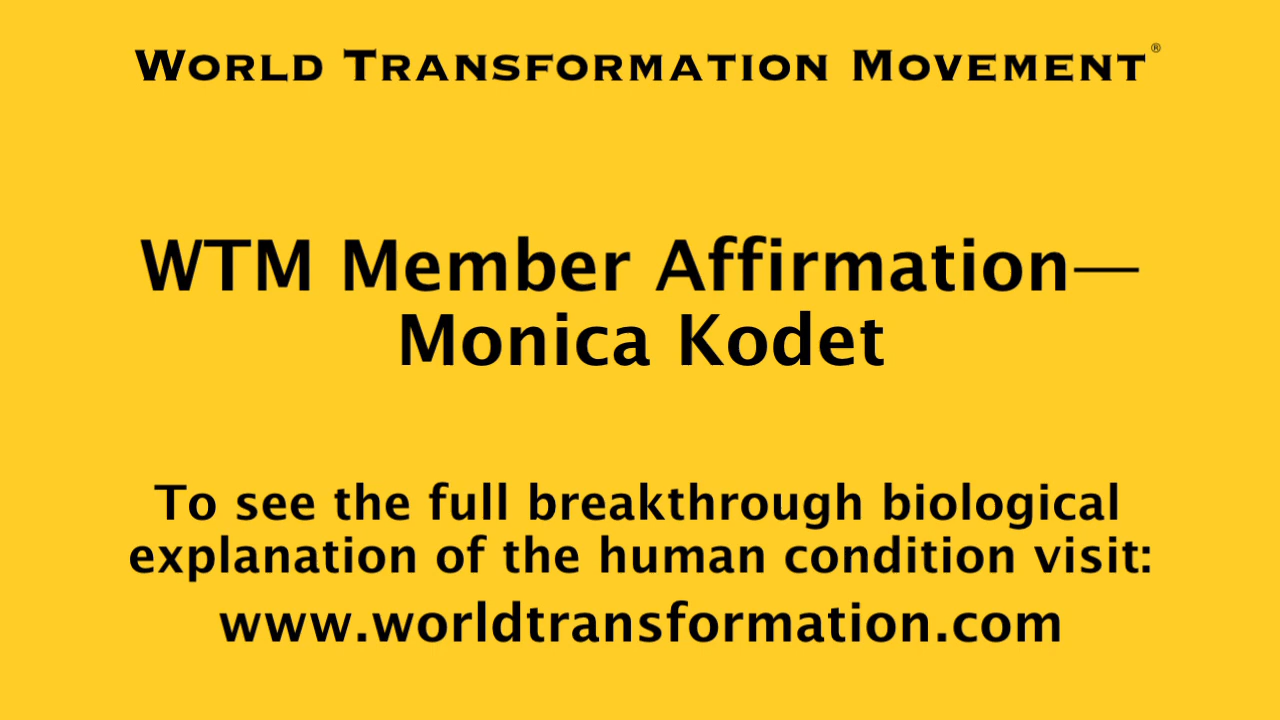 WORLD TRANSFORMATION MOVEMENT®
WTM Member Affirmation—
Monica Kodet
To see the full breakthrough biological
explanation of the human condition visit:
www.worldtransformation.com